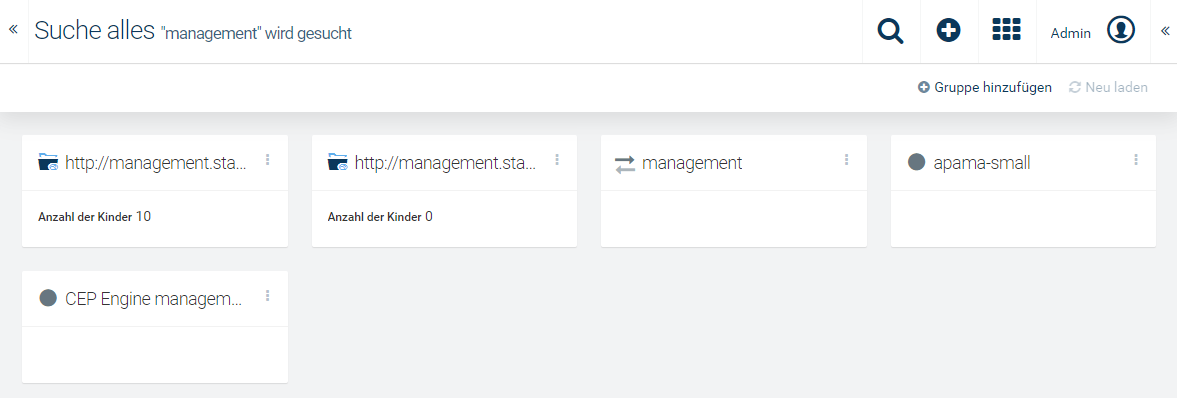 Suche alles "management" wird gesucht
Admin
Gruppe hinzufügen Neu laden
http://management.sta... http://management.sta... management apama-small
Anzahl der Kinder 10 Anzahl der Kinder 0
CEP Engine managem...